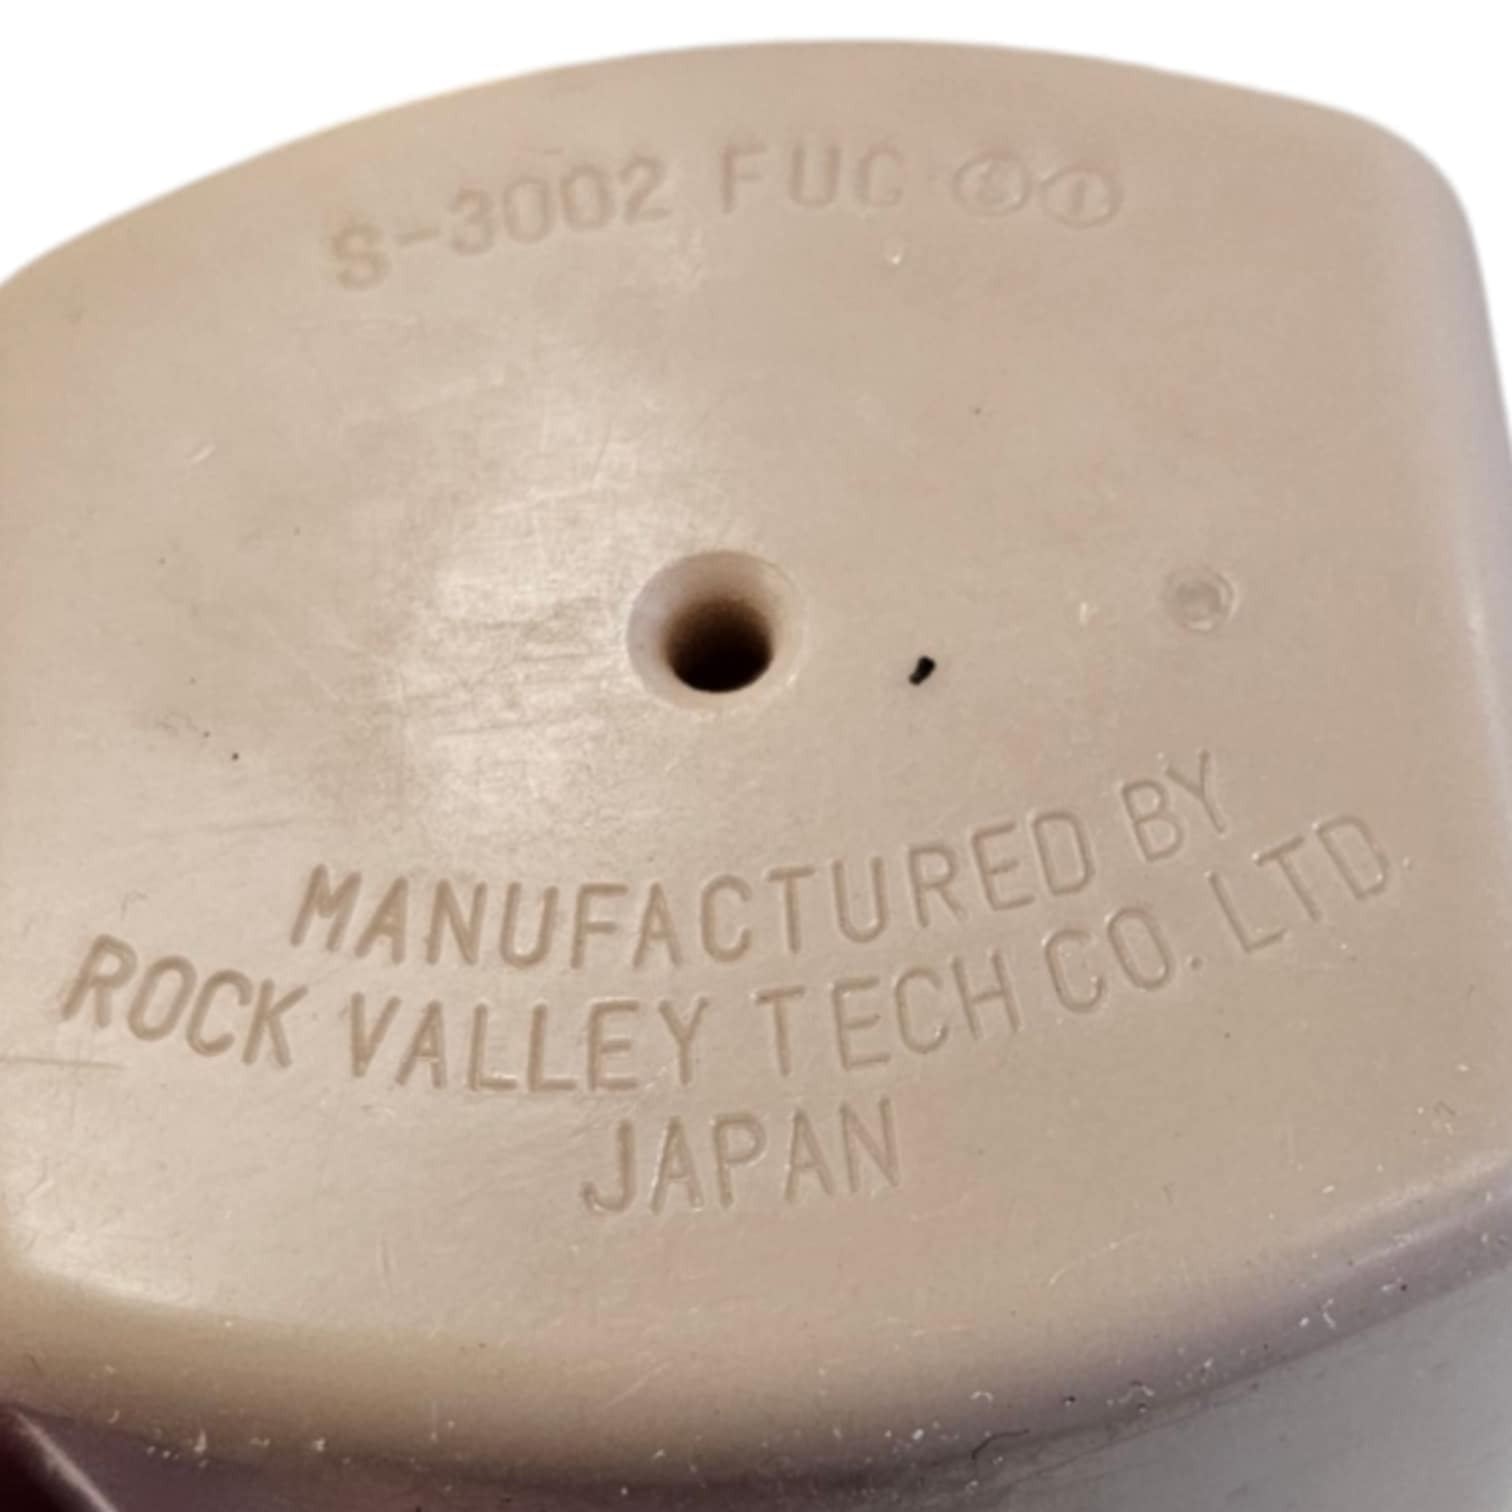 S-3002 FUC
MANUFACTURED BY
ROCK VALLEY TECH CO. LTD.
JAPAN